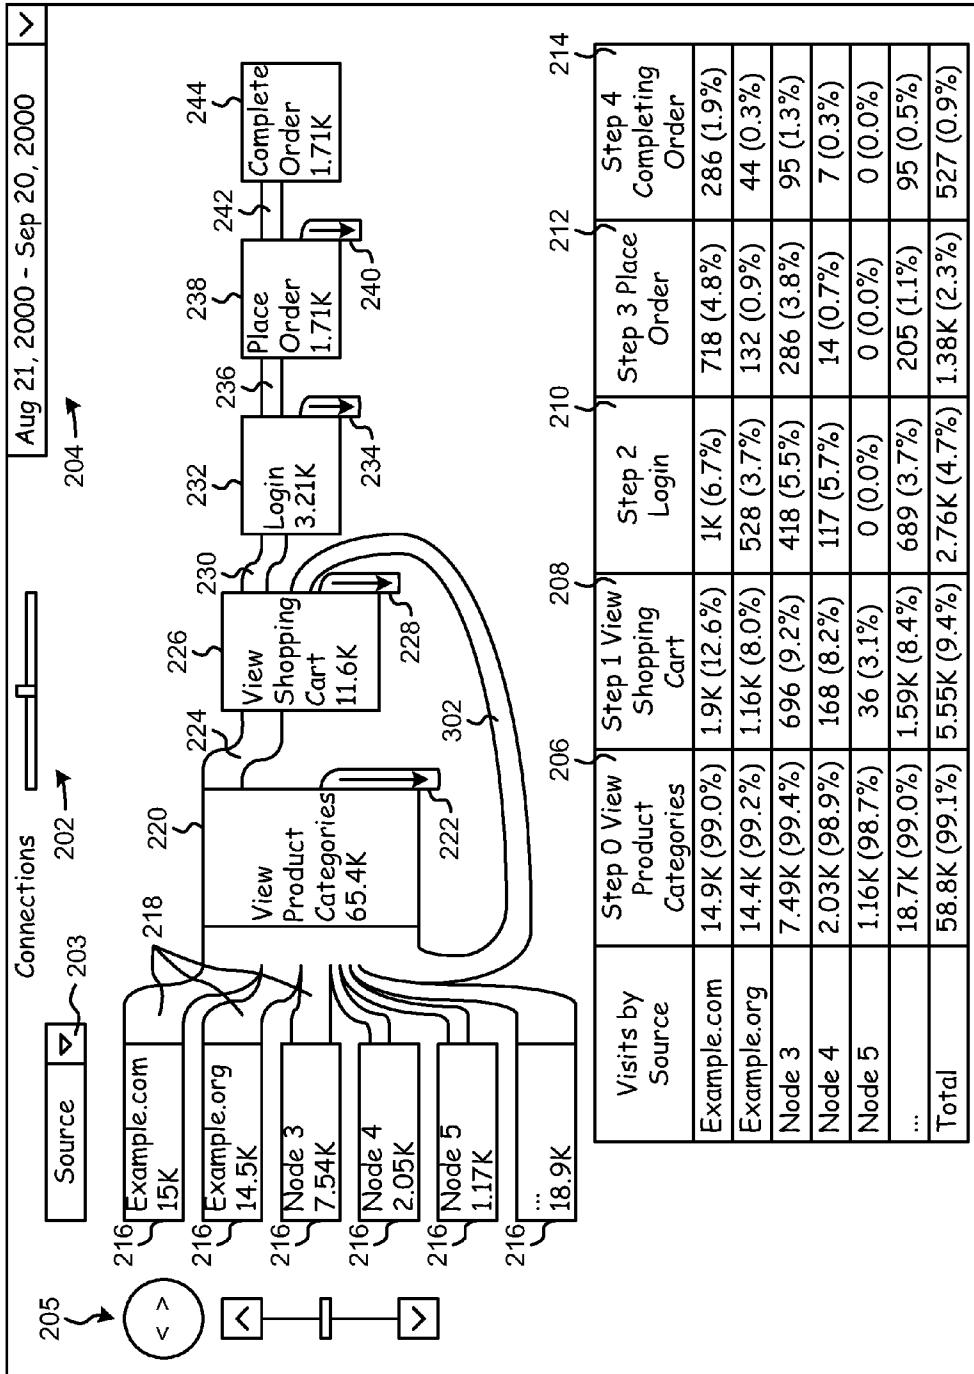 Connections
Aug 21, 2000 - Sep 20, 2000
202
204
Source
203
205
216
Example.com
15K
216
Example.org
14.5K
216
Node 3
7.54K
216
Node 4
2.05K
216
Node 5
1.17K
216
...
18.9K
218
220
View
Product
Categories
65.4K
222
224
226
View
Shopping
Cart
11.6K
228
230
302
232
Login
3.21K
234
236
238
Place
Order
1.71K
240
242
244
Complete
Order
1.71K
206
208
210
212
214
Visits by
Source
Step 0 View
Product
Categories
Step 1 View
Shopping
Cart
Step 2
Login
Step 3 Place
Order
Step 4
Completing
Order
Example.com 14.9K (99.0%) 1.9K (12.6%) 1K (6.7%) 718 (4.8%) 286 (1.9%)
Example.org 14.4K (99.2%) 1.16K (8.0%) 528 (3.7%) 132 (0.9%) 44 (0.3%)
Node 3 7.49K (99.4%) 696 (9.2%) 418 (5.5%) 286 (3.8%) 95 (1.3%)
Node 4 2.03K (98.9%) 168 (8.2%) 117 (5.7%) 14 (0.7%) 7 (0.3%)
Node 5 1.16K (98.7%) 36 (3.1%) 0 (0.0%) 0 (0.0%) 0 (0.0%)
... 18.7K (99.0%) 1.59K (8.4%) 689 (3.7%) 205 (1.1%) 95 (0.5%)
Total 58.8K (99.1%) 5.55K (9.4%) 2.76K (4.7%) 1.38K (2.3%) 527 (0.9%)